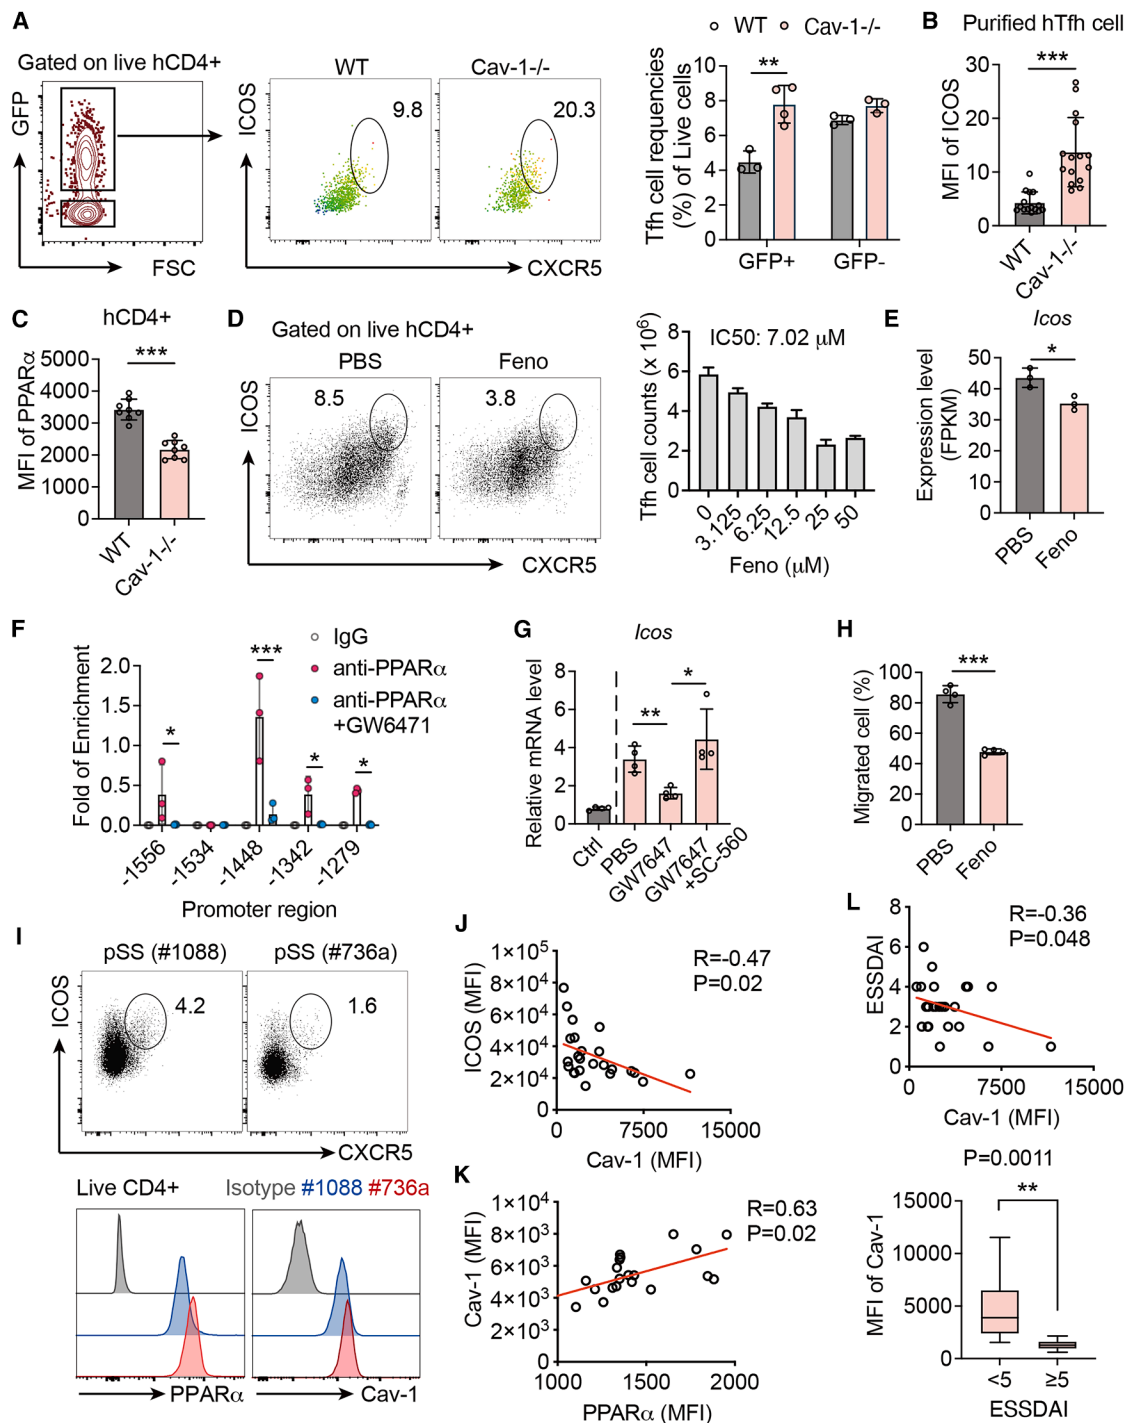 A
Gated on live hCD4+
GFP
FSC
WT
Cav-1-/-
ICOS
9.8
20.3
CXCR5
WT Cav-1-/-
Tfh cell requencies
(%) of Live cells
10
8
6
4
2
0
**
GFP+ GFP-
B
Purified hTfh cell
MFI of ICOS
30
20
10
0
***
WT
Cav-1-/-
C
hCD4+
MFI of PPARα
5000
4000
3000
2000
1000
0
***
WT
Cav-1-/-
D
Gated on live hCD4+
PBS
Feno
ICOS
8.5
3.8
CXCR5
Tfh cell counts (x 10⁶)
8
6
4
2
0
IC50: 7.02 μM
0
3.125
6.25
12.5
25
50
Feno (μM)
E
Icos
Expression level
(FPKM)
50
40
30
20
10
0
*
PBS
Feno
F
IgG
anti-PPARα
anti-PPARα
+GW6471
Fold of Enrichment
2.0
1.5
1.0
0.5
0.0
*
***
*
*
-1556
-1534
-1448
-1342
-1279
Promoter region
G
Icos
Relative mRNA level
8
6
4
2
0
**
*
Ctrl
PBS
GW7647
GW7647
+SC-560
H
Migrated cell (%)
100
80
60
40
20
0
***
PBS
Feno
I
pSS (#1088)
pSS (#736a)
ICOS
4.2
1.6
CXCR5
Live CD4+
Isotype #1088 #736a
PPARα
Cav-1
J
R=-0.47
P=0.02
ICOS (MFI)
1×10⁵
8×10⁴
6×10⁴
4×10⁴
2×10⁴
0
0 7500 15000
Cav-1 (MFI)
K
R=0.63
P=0.02
Cav-1 (MFI)
1×10⁴
8×10³
6×10³
4×10³
2×10³
0
1000 1500 2000
PPARα (MFI)
L
R=-0.36
P=0.048
ESSDAI
8
6
4
2
0
0 7500 15000
Cav-1 (MFI)
P=0.0011
**
MFI of Cav-1
15000
10000
5000
0
<5 ≥5
ESSDAI